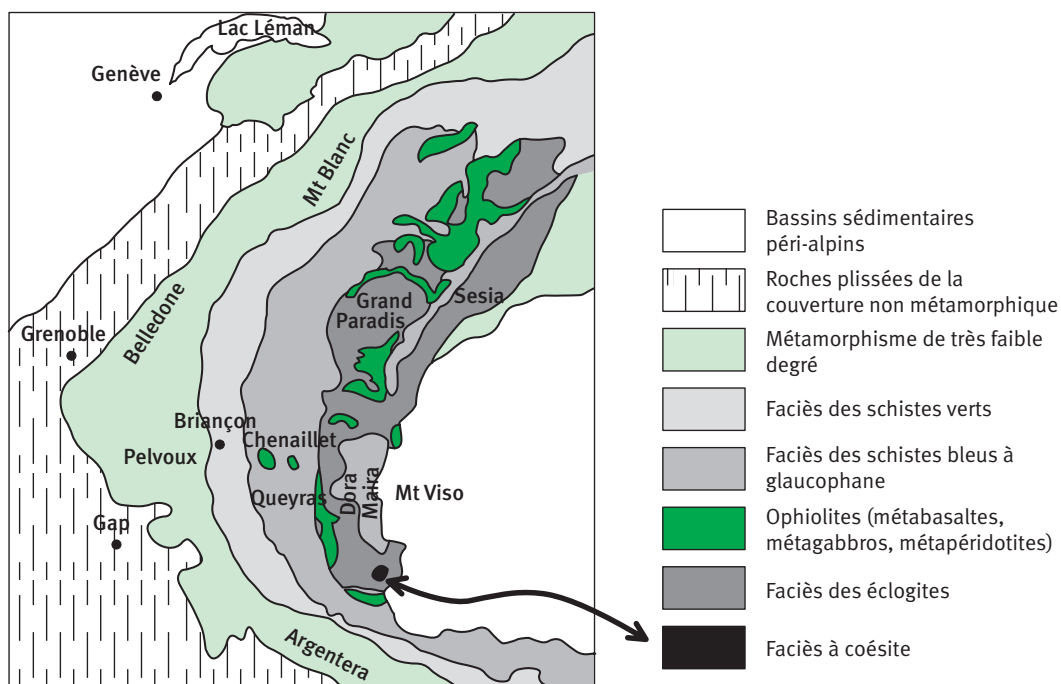 Lac Léman
Genève
Mt Blanc
Grand
Paradis
Sesia
Belledone
Grenoble
Briançon
Chenaillet
Pelvoux
Queyras
Dora
Maira
Mt Viso
Gap
Argentera
Bassins sédimentaires
péri-alpins
Roches plissées de la
couverture non métamorphique
Métamorphisme de très faible
degré
Faciès des schistes verts
Faciès des schistes bleus à
glaucophane
Ophiolites (métabasaltes,
métagabbros, métapéridotites)
Faciès des éclogites
Faciès à coésite